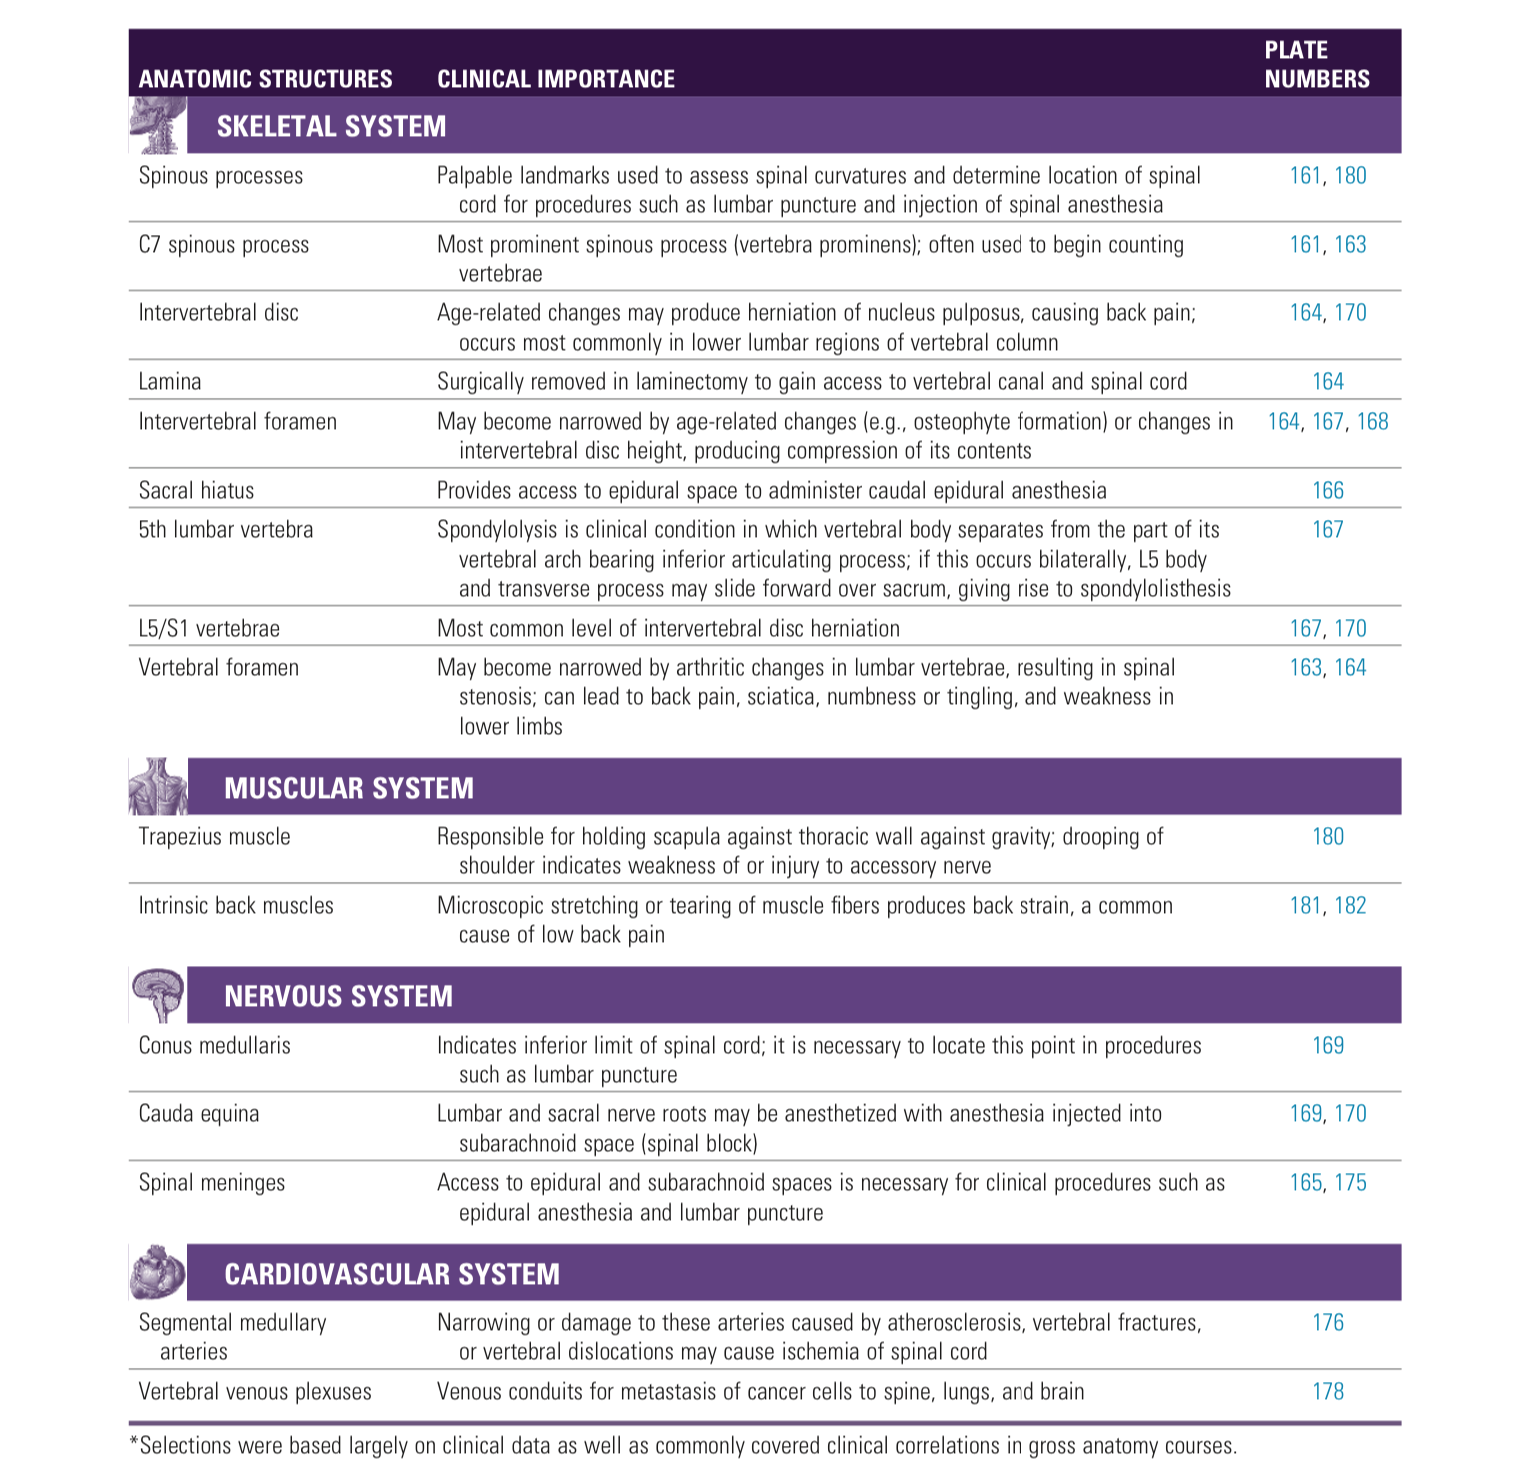 PLATE
ANATOMIC STRUCTURES CLINICAL IMPORTANCE NUMBERS
SKELETAL SYSTEM
Spinous processes Palpable landmarks used to assess spinal curvatures and determine location of spinal 161, 180
cord for procedures such as lumbar puncture and injection of spinal anesthesia
C7 spinous process Most prominent spinous process (vertebra prominens); often used to begin counting 161, 163
vertebrae
Intervertebral disc Age-related changes may produce herniation of nucleus pulposus, causing back pain; 164, 170
occurs most commonly in lower lumbar regions of vertebral column
Lamina Surgically removed in laminectomy to gain access to vertebral canal and spinal cord 164
Intervertebral foramen May become narrowed by age-related changes (e.g., osteophyte formation) or changes in 164, 167, 168
intervertebral disc height, producing compression of its contents
Sacral hiatus Provides access to epidural space to administer caudal epidural anesthesia 166
5th lumbar vertebra Spondylolysis is clinical condition in which vertebral body separates from the part of its 167
vertebral arch bearing inferior articulating process; if this occurs bilaterally, L5 body
and transverse process may slide forward over sacrum, giving rise to spondylolisthesis
L5/S1 vertebrae Most common level of intervertebral disc herniation 167, 170
Vertebral foramen May become narrowed by arthritic changes in lumbar vertebrae, resulting in spinal 163, 164
stenosis; can lead to back pain, sciatica, numbness or tingling, and weakness in
lower limbs
MUSCULAR SYSTEM
Trapezius muscle Responsible for holding scapula against thoracic wall against gravity; drooping of 180
shoulder indicates weakness of or injury to accessory nerve
Intrinsic back muscles Microscopic stretching or tearing of muscle fibers produces back strain, a common 181, 182
cause of low back pain
NERVOUS SYSTEM
Conus medullaris Indicates inferior limit of spinal cord; it is necessary to locate this point in procedures 169
such as lumbar puncture
Cauda equina Lumbar and sacral nerve roots may be anesthetized with anesthesia injected into 169, 170
subarachnoid space (spinal block)
Spinal meninges Access to epidural and subarachnoid spaces is necessary for clinical procedures such as 165, 175
epidural anesthesia and lumbar puncture
CARDIOVASCULAR SYSTEM
Segmental medullary Narrowing or damage to these arteries caused by atherosclerosis, vertebral fractures, 176
arteries or vertebral dislocations may cause ischemia of spinal cord
Vertebral venous plexuses Venous conduits for metastasis of cancer cells to spine, lungs, and brain 178
*Selections were based largely on clinical data as well as commonly covered clinical correlations in gross anatomy courses.